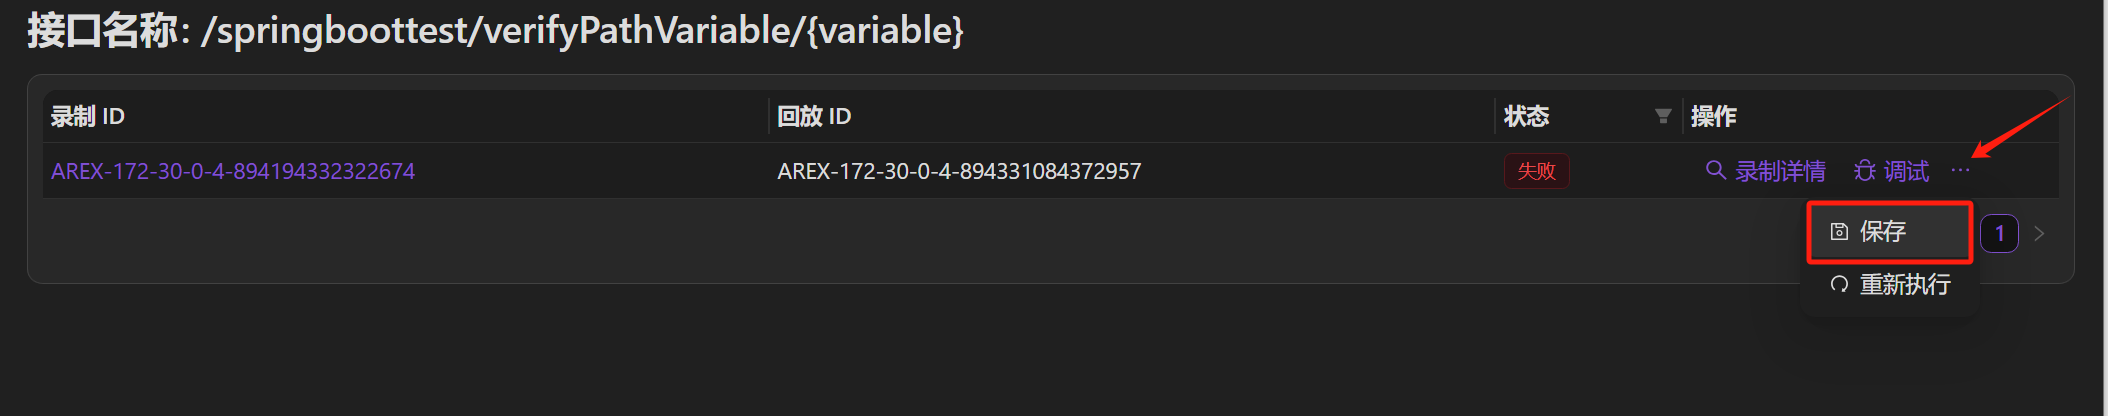 接口名称: /springboottest/verifyPathVariable/{variable}
录制 ID 回放 ID 状态 操作
AREX-172-30-0-4-894194332322674 AREX-172-30-0-4-894331084372957 失败 录制详情 调试 ···
保存 1
重新执行